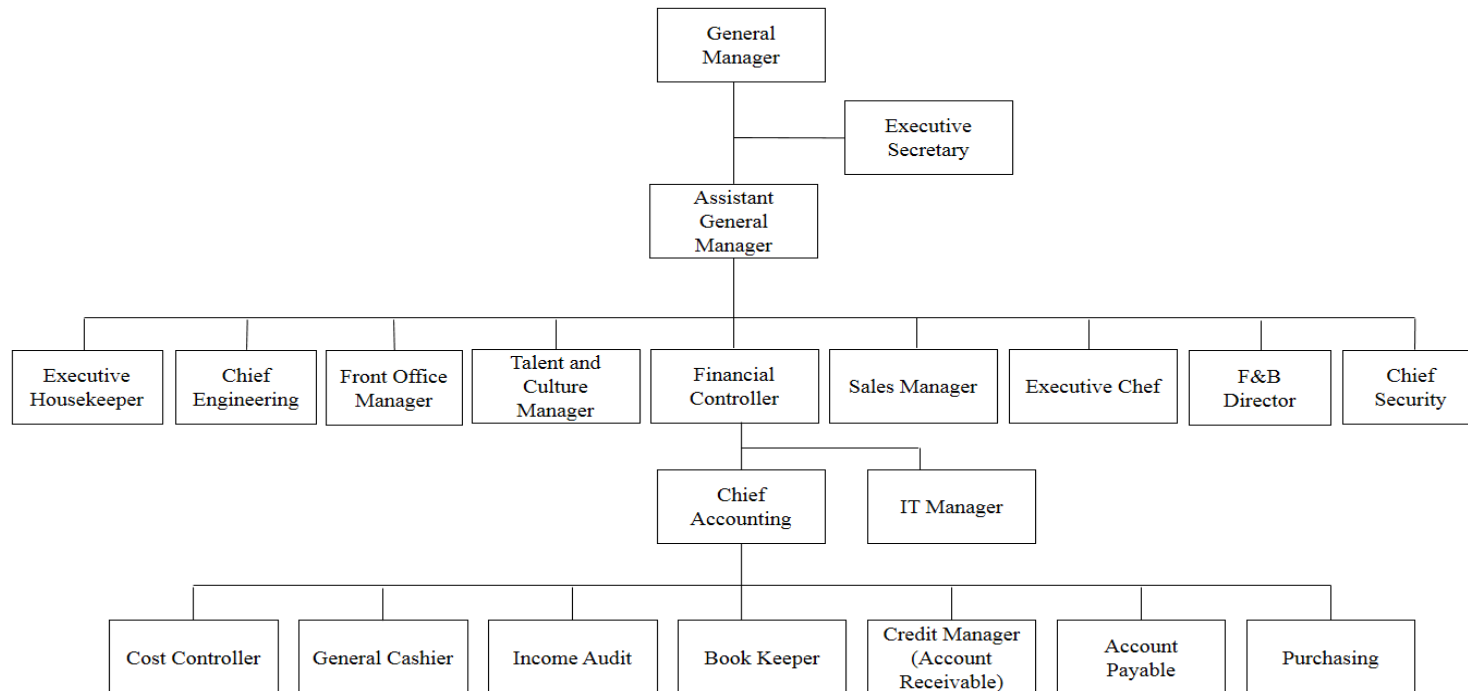 General
Manager
Executive
Secretary
Assistant
General
Manager
Executive
Housekeeper
Chief
Engineering
Front Office
Manager
Talent and
Culture
Manager
Financial
Controller
Sales Manager
Executive Chef
F&B
Director
Chief
Security
Chief
Accounting
IT Manager
Cost Controller
General Cashier
Income Audit
Book Keeper
Credit Manager
(Account
Receivable)
Account
Payable
Purchasing